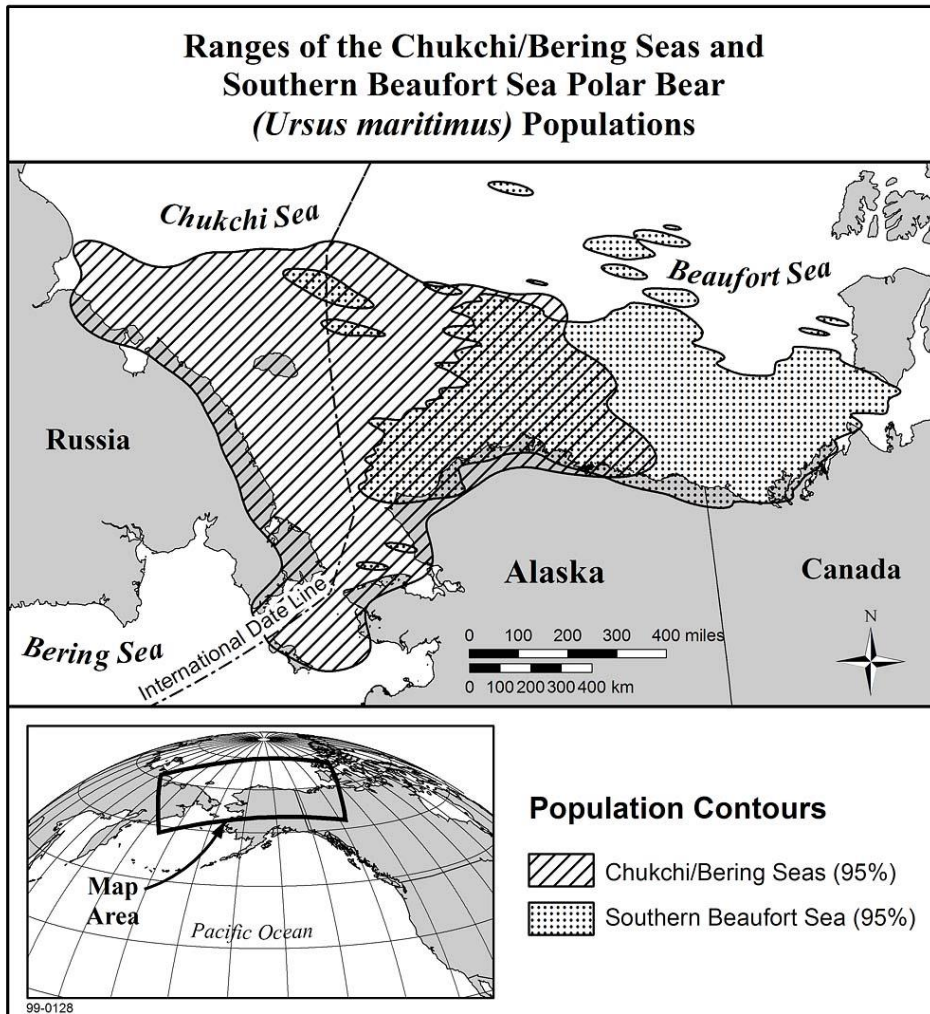 Ranges of the Chukchi/Bering Seas and
Southern Beaufort Sea Polar Bear
(Ursus maritimus) Populations
Chukchi Sea
Beaufort Sea
Russia
Alaska
Canada
Bering Sea
International Date Line
N
0 100 200 300 400 miles
0 100 200 300 400 km
Map
Area
Pacific Ocean
Population Contours
Chukchi/Bering Seas (95%)
Southern Beaufort Sea (95%)
99-0128